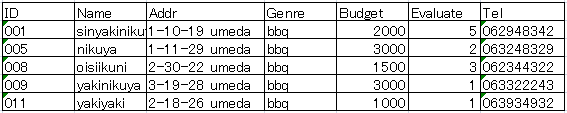 ID Name Addr Genre Budget Evaluate Tel
001 sinyakiniku 1-10-19 umeda bbq 2000 5 062948342
005 nikuya 1-11-29 umeda bbq 3000 2 063248329
008 oisiikuni 2-30-22 umeda bbq 1500 3 062344322
009 yakinikuya 3-19-28 umeda bbq 3000 1 063322243
011 yakiyaki 2-18-26 umeda bbq 1000 1 063934932